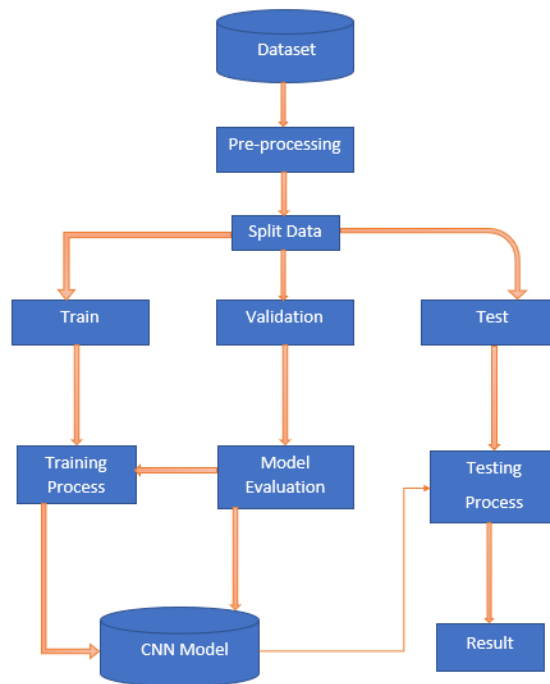 Dataset
Pre-processing
Split Data
Train
Validation
Test
Training
Process
Model
Evaluation
Testing
Process
CNN Model
Result